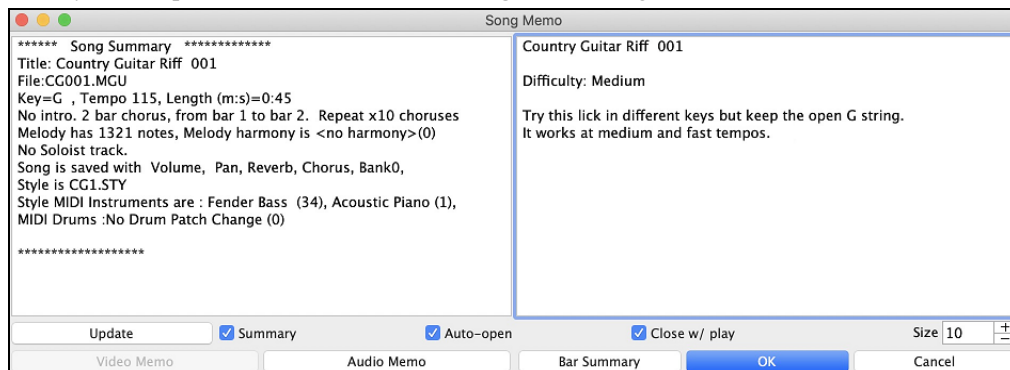 Song Memo
****** Song Summary *************
Title: Country Guitar Riff 001
File:CG001.MGU
Key=G , Tempo 115, Length (m:s)=0:45
No intro. 2 bar chorus, from bar 1 to bar 2. Repeat x10 choruses
Melody has 1321 notes, Melody harmony is <no harmony>(0)
No Soloist track.
Song is saved with Volume, Pan, Reverb, Chorus, Bank0,
Style is CG1.STY
Style MIDI Instruments are : Fender Bass (34), Acoustic Piano (1),
MIDI Drums :No Drum Patch Change (0)
*******************
Country Guitar Riff 001
Difficulty: Medium
Try this lick in different keys but keep the open G string.
It works at medium and fast tempos.
Update Summary Auto-open Close w/ play Size 10
Video Memo Audio Memo Bar Summary OK Cancel